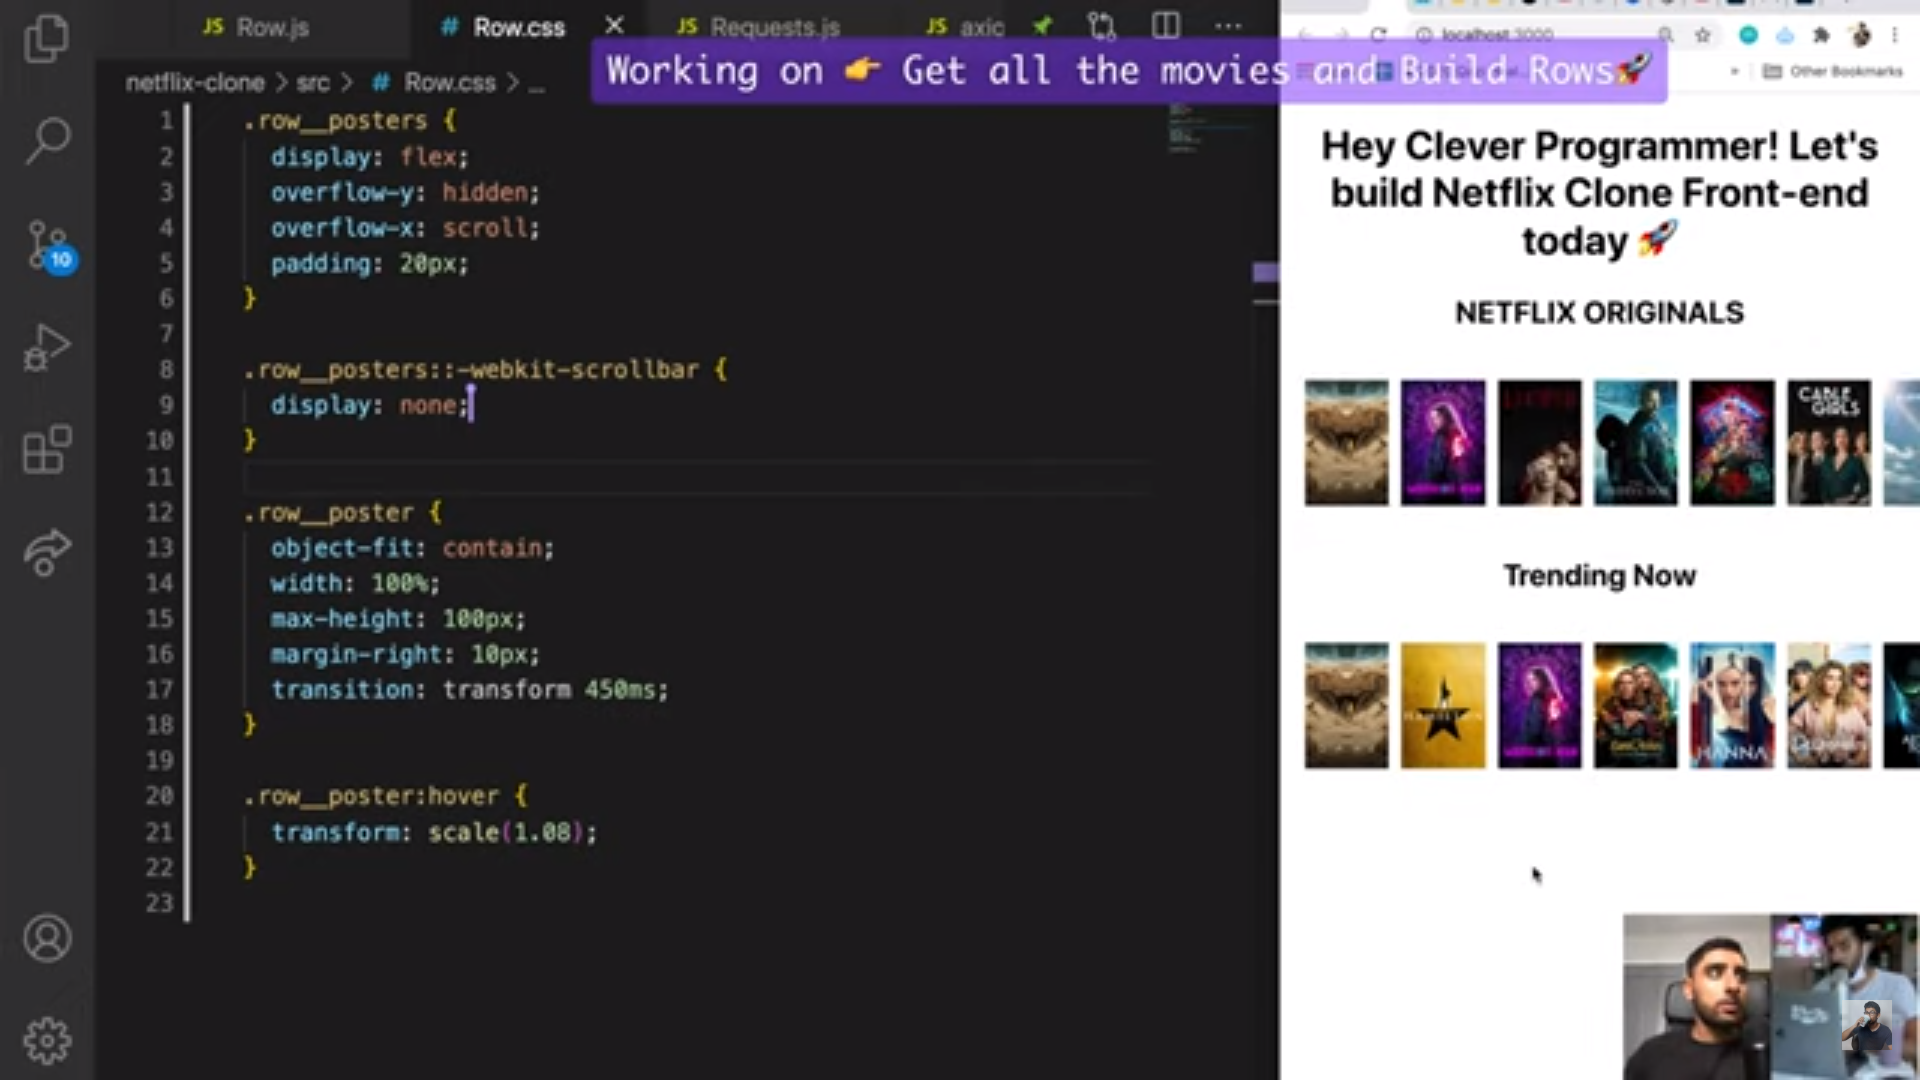 JS Row.js
# Row.css
JS Requests.js
JS axic
localhost:3000
Working on 👉 Get all the movies and Build Rows🚀
Other Bookmarks
netflix-clone > src > # Row.css > ...
10
1 .row__posters {
2 display: flex;
3 overflow-y: hidden;
4 overflow-x: scroll;
5 padding: 20px;
6 }
7
8 .row__posters::-webkit-scrollbar {
9 display: none;
10 }
11
12 .row__poster {
13 object-fit: contain;
14 width: 100%;
15 max-height: 100px;
16 margin-right: 10px;
17 transition: transform 450ms;
18 }
19
20 .row__poster:hover {
21 transform: scale(1.08);
22 }
23
Hey Clever Programmer! Let's
build Netflix Clone Front-end
today 🚀
NETFLIX ORIGINALS
CABLE
GIRLS
Trending Now
HANNA